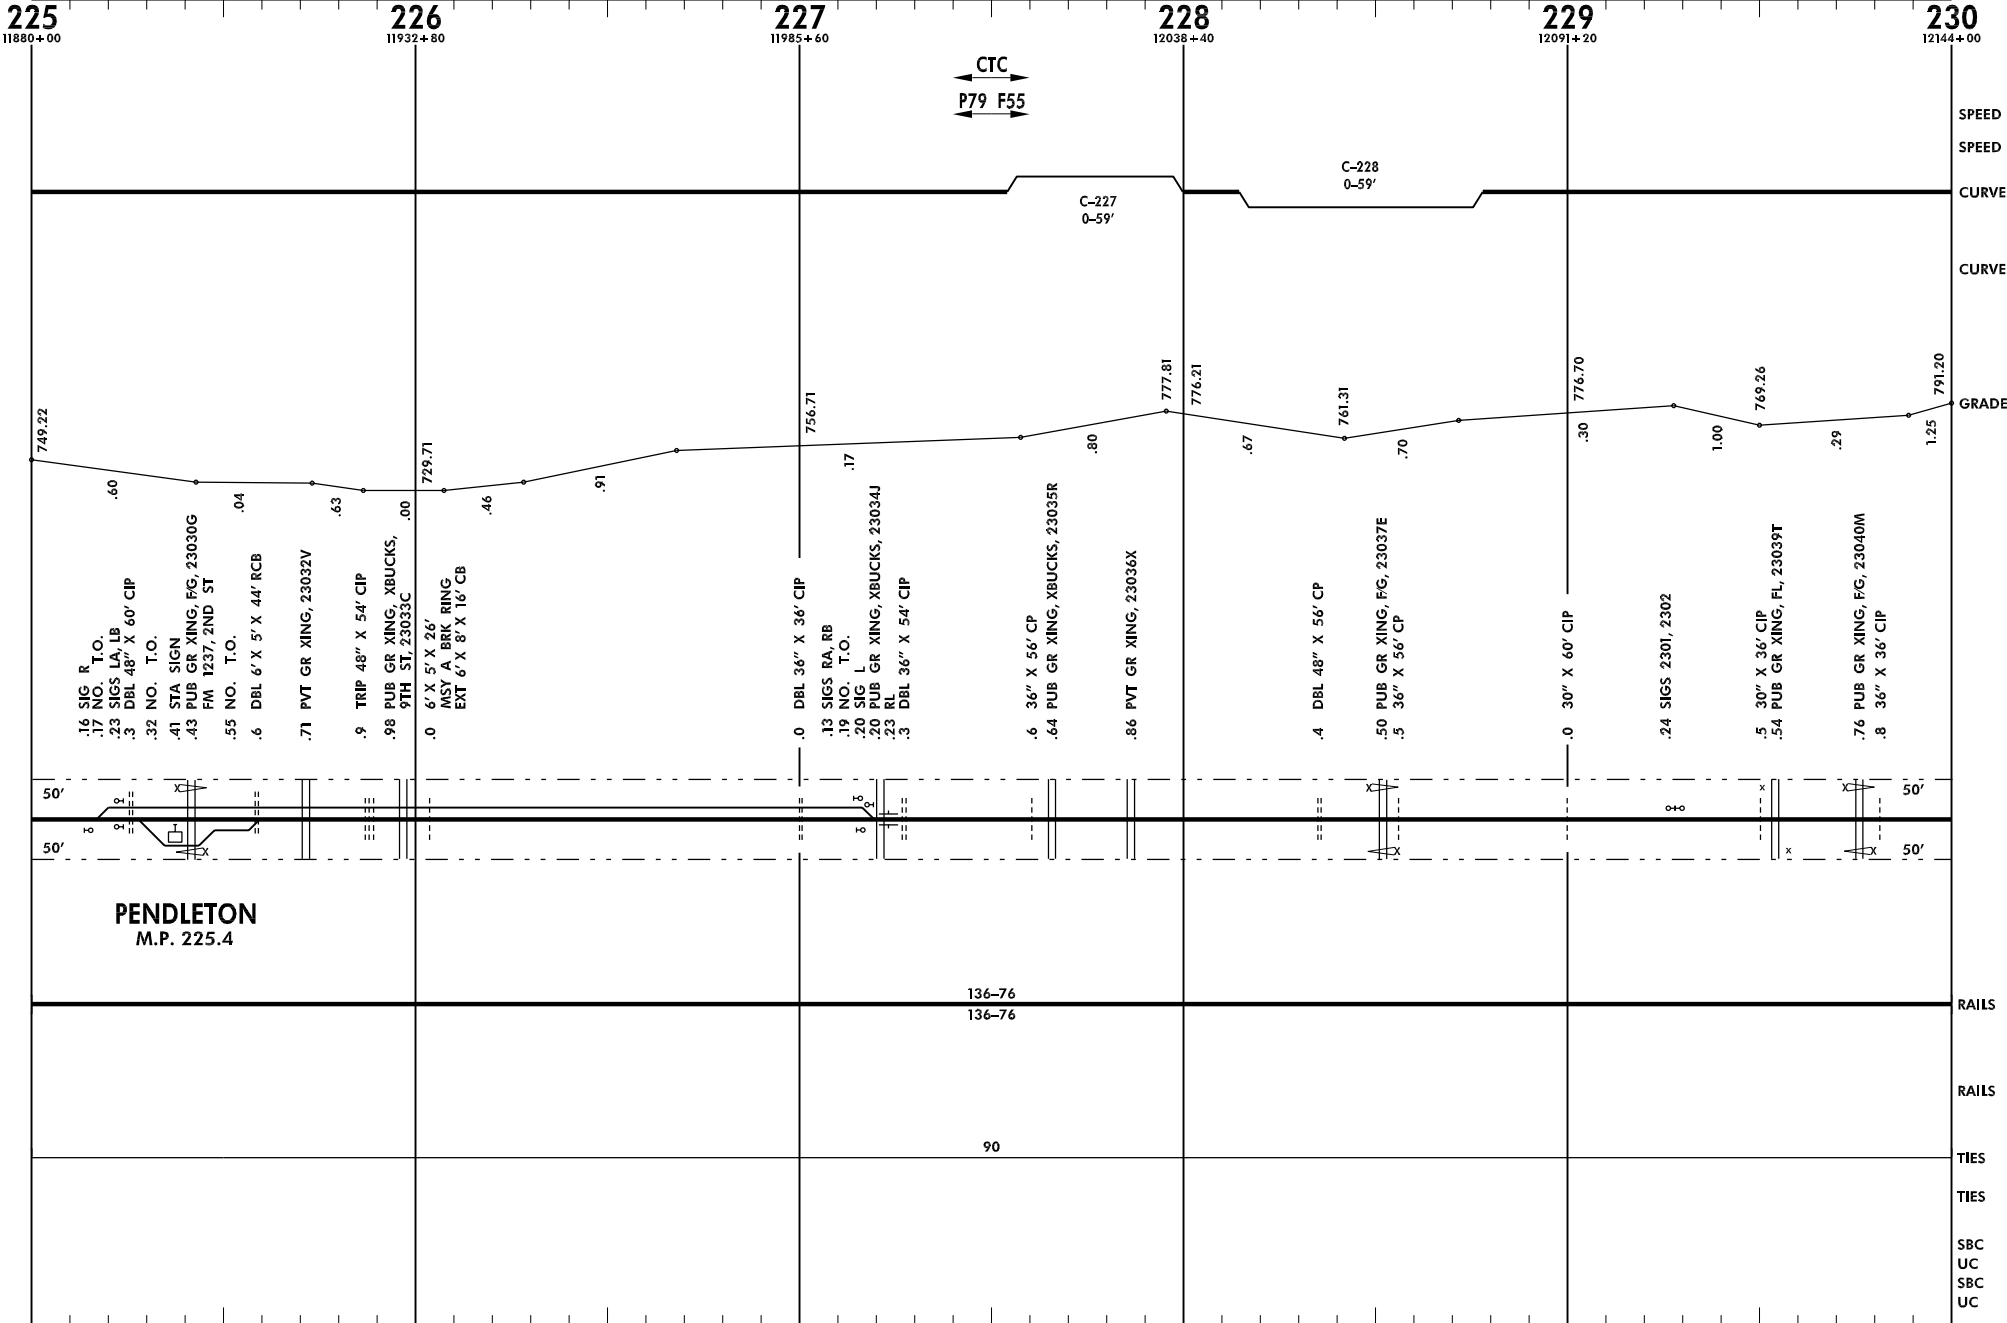 225 226 227 228 229 230
11880+00 11932+80 11985+60 12038+40 12091+20 12144+00
CTC
P79 F55
SPEED
SPEED
C–228
0–59′
CURVE
C–227
0–59′
CURVE
749.22
729.71
756.71
777.81
776.21
761.31
776.70
769.26
791.20
GRADE
.60
.04
.63
.00
.46
.91
.17
.80
.67
.70
.30
1.00
.29
1.25
.16 SIG R
.17 NO. T.O.
.23 SIGS LA, LB
.3 DBL 48″ X 60′ CIP
.32 NO. T.O.
.41 STA SIGN
.43 PUB GR XING, F/G, 23030G
FM 1237, 2ND ST
.55 NO. T.O.
.6 DBL 6′ X 5′ X 44′ RCB
.71 PVT GR XING, 23032V
.9 TRIP 48″ X 54′ CIP
.98 PUB GR XING, XBUCKS,
9TH ST, 23033C
.0 6′ X 5′ X 26′
MSY A BRK RING
EXT 6′ X 8′ X 16′ CB
.0 DBL 36″ X 36′ CIP
.13 SIGS RA, RB
.19 NO. T.O.
.20 SIG L
.20 PUB GR XING, XBUCKS, 23034J
.23 RL
.3 DBL 36″ X 54′ CIP
.6 36″ X 56′ CP
.64 PUB GR XING, XBUCKS, 23035R
.86 PVT GR XING, 23036X
.4 DBL 48″ X 56′ CP
.50 PUB GR XING, F/G, 23037E
.5 36″ X 56′ CP
.0 30″ X 60′ CIP
.24 SIGS 2301, 2302
.5 30″ X 36′ CIP
.54 PUB GR XING, FL, 23039T
.76 PUB GR XING, F/G, 23040M
.8 36″ X 36′ CIP
50′ X X X X 50′
50′ X X X X 50′
PENDLETON
M.P. 225.4
136–76
RAILS
136–76
RAILS
90
TIES
TIES
SBC
UC
SBC
UC